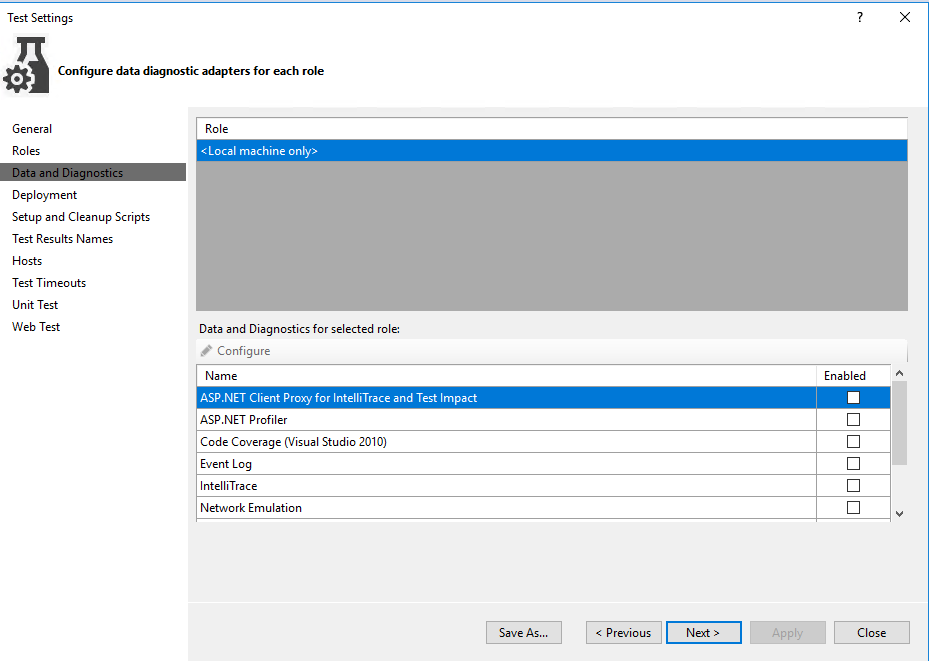 Test Settings
?
Configure data diagnostic adapters for each role
General
Roles
Data and Diagnostics
Deployment
Setup and Cleanup Scripts
Test Results Names
Hosts
Test Timeouts
Unit Test
Web Test
Role
<Local machine only>
Data and Diagnostics for selected role:
Configure
Name Enabled
ASP.NET Client Proxy for IntelliTrace and Test Impact
ASP.NET Profiler
Code Coverage (Visual Studio 2010)
Event Log
IntelliTrace
Network Emulation
Save As... < Previous Next > Apply Close